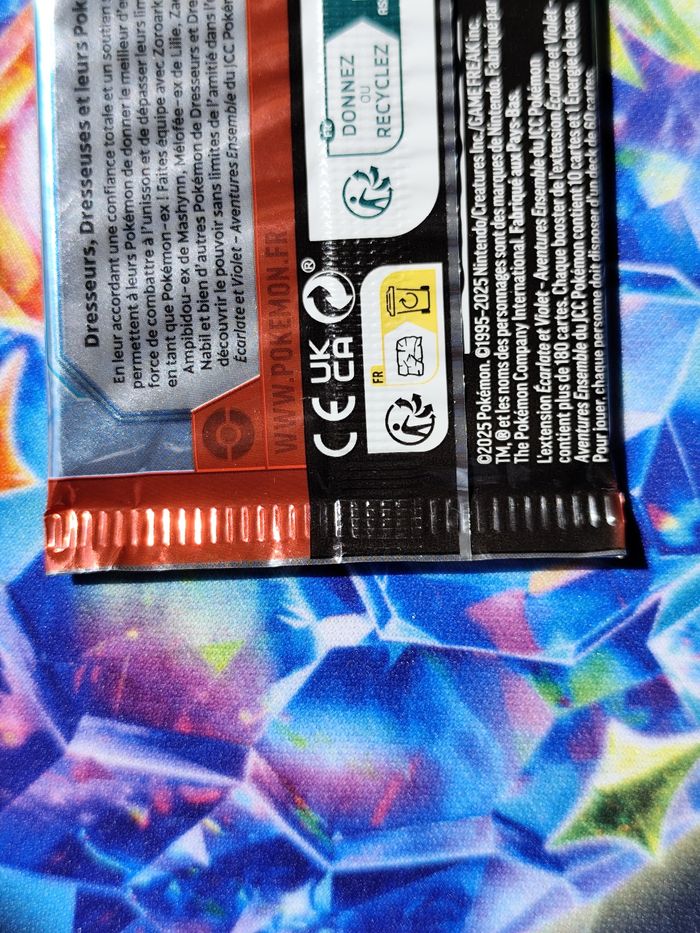 Dresseurs, Dresseuses et leurs Pok
En leur accordant une confiance totale et un soutien
permettent à leurs Pokémon de donner le meilleur d'e
force de combattre à l'unisson et de dépasser leurs lim
en tant que Pokémon-ex ! Faites équipe avec Zoroark
Ampibidou-ex de Mashynn, Mélofée-ex de Lilie, Za
Nabil et bien d'autres Pokémon de Dresseurs et Dre
découvrir le pouvoir sans limites de l'amitié dans l'e
Écarlate et Violet – Aventures Ensemble du JCC Pokém
WWW.POKEMON.FR
CE UK CA ®
FR
DONNEZ
OU
RECYCLEZ
FR
©2025 Pokémon. ©1995-2025 Nintendo/Creatures Inc./GAME FREAK inc.
TM, ® et les noms des personnages sont des marques de Nintendo. Fabriqué par
The Pokémon Company International. Fabriqué aux Pays-Bas.
L'extension Écarlate et Violet – Aventures Ensemble du JCC Pokémon
contient plus de 180 cartes. Chaque booster de l'extension Écarlate et Violet –
Aventures Ensemble du JCC Pokémon contient 10 cartes et 1 Énergie de base.
Pour jouer, chaque personne doit disposer d'un deck de 60 cartes.